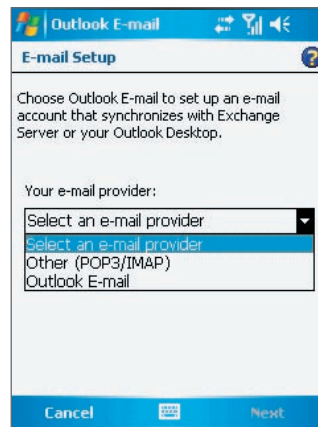 Outlook E-mail
E-mail Setup
?
Choose Outlook E-mail to set up an e-mail
account that synchronizes with Exchange
Server or your Outlook Desktop.
Your e-mail provider:
Select an e-mail provider
Select an e-mail provider
Other (POP3/IMAP)
Outlook E-mail
Cancel Next